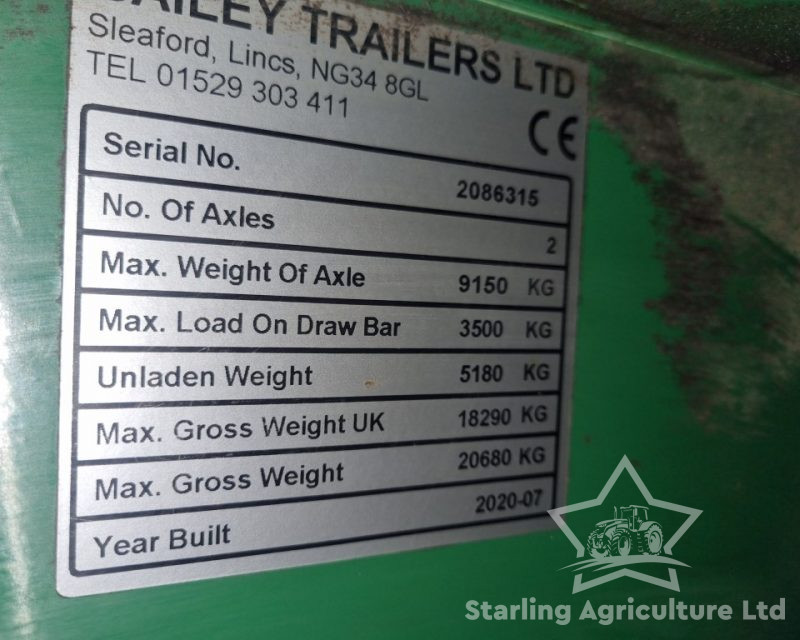 BAILEY TRAILERS LTD
Sleaford, Lincs, NG34 8GL
TEL 01529 303 411
CE
Serial No. 2086315
No. Of Axles 2
Max. Weight Of Axle 9150 KG
Max. Load On Draw Bar 3500 KG
Unladen Weight 5180 KG
Max. Gross Weight UK 18290 KG
Max. Gross Weight 20680 KG
Year Built 2020-07
Starling Agriculture Ltd